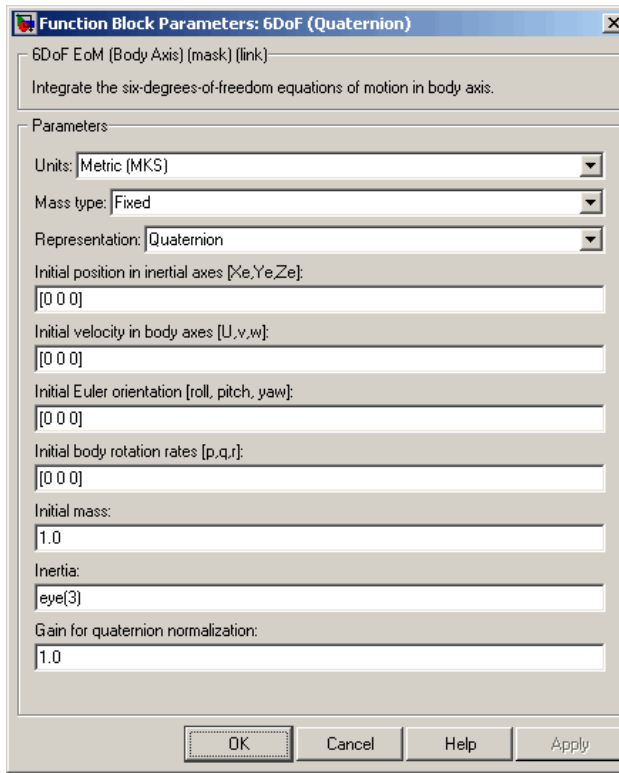 Function Block Parameters: 6DoF (Quaternion)
6DoF EoM (Body Axis) (mask) (link)
Integrate the six-degrees-of-freedom equations of motion in body axis.
Parameters
Units: Metric (MKS)
Mass type: Fixed
Representation: Quaternion
Initial position in inertial axes [Xe,Ye,Ze]:
[0 0 0]
Initial velocity in body axes [U,v,w]:
[0 0 0]
Initial Euler orientation [roll, pitch, yaw]:
[0 0 0]
Initial body rotation rates [p,q,r]:
[0 0 0]
Initial mass:
1.0
Inertia:
eye(3)
Gain for quaternion normalization:
1.0
OK Cancel Help Apply